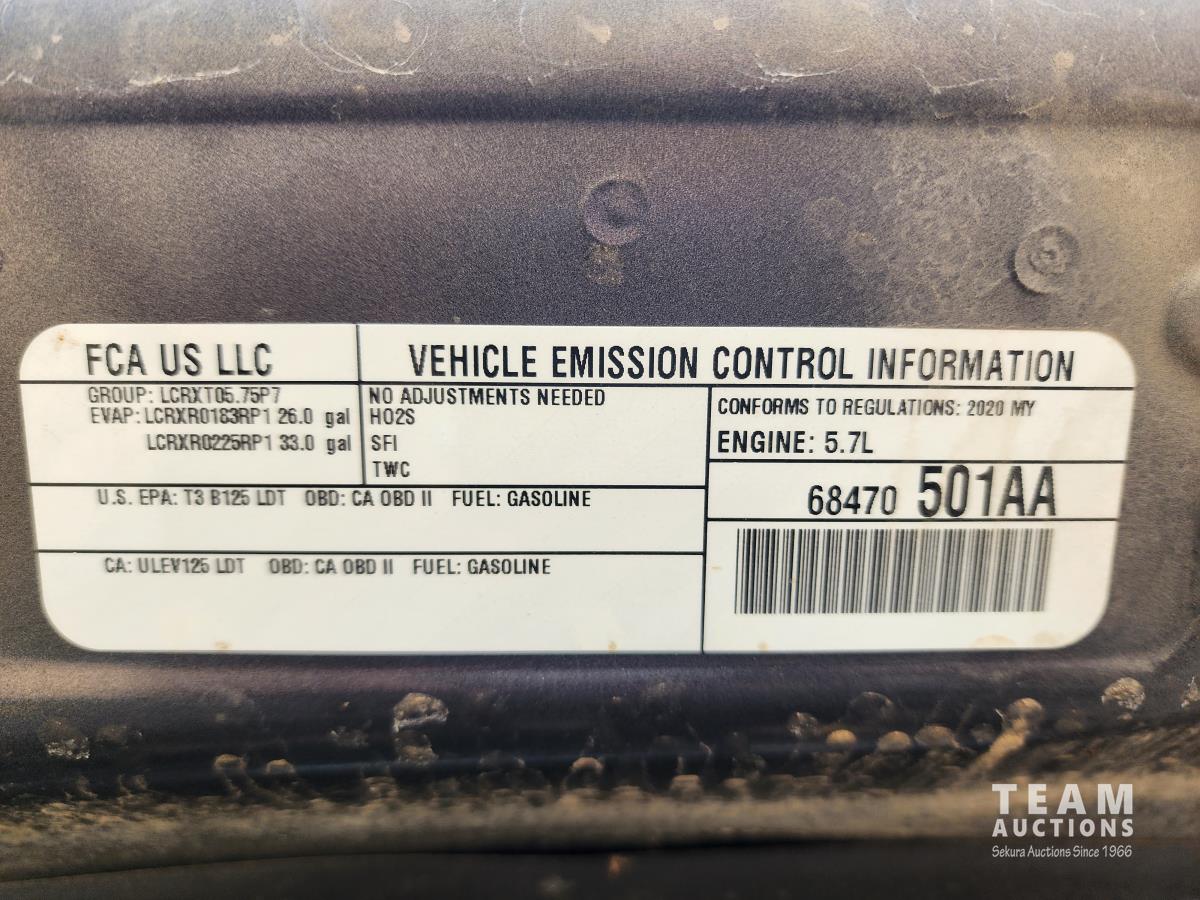 FCA US LLC
VEHICLE EMISSION CONTROL INFORMATION
GROUP: LCRXT05.75P7
EVAP: LCRXR0183RP1 26.0 gal
LCRXR0225RP1 33.0 gal
NO ADJUSTMENTS NEEDED
HO2S
SFI
TWC
CONFORMS TO REGULATIONS: 2020 MY
ENGINE: 5.7L
68470 501AA
U.S. EPA: T3 B125 LDT OBD: CA OBD II FUEL: GASOLINE
CA: ULEV125 LDT OBD: CA OBD II FUEL: GASOLINE
TEAM
AUCTIONS
Sekura Auctions Since 1966